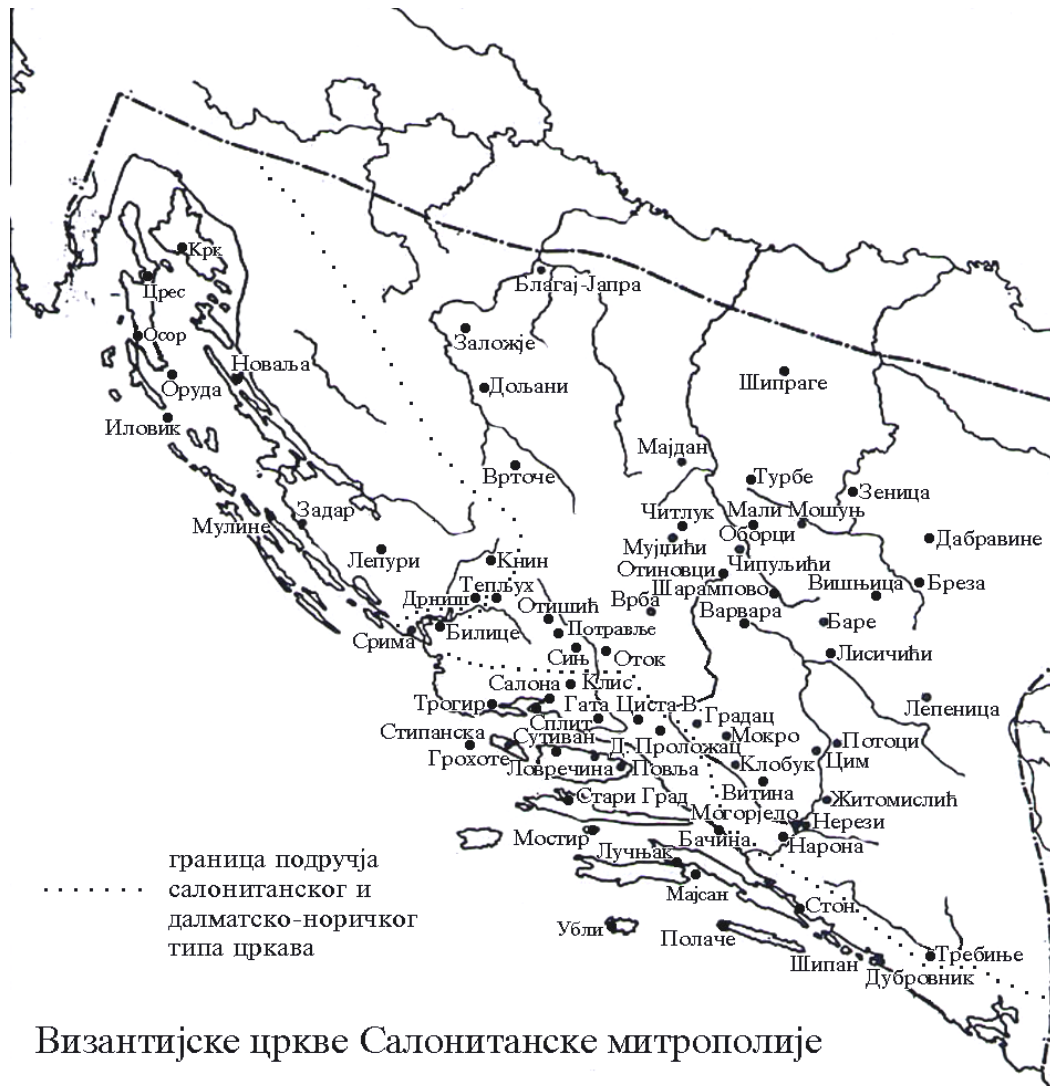 Крк
Црес
Благај-Јапра
Осор
Заложје
Новаља
Оруда
Дољани
Шипраге
Иловик
Мајдан
Врточе
Турбе
Зеница
Задар
Мулине
Читлук
Мали Мошуњ
Оборци
Дабравине
Мујџићи
Лепури
Книн
Отиновци
Чипуљићи
Тепљух
Шарампово
Вишњица
Бреза
Дрниш
Отишић
Врба
Варвара
Билице
Потравље
Баре
Срима
Сињ
Оток
Лисичићи
Салона
Клис
Трогир
Гата
Циста-В.
Лепеница
Сплит
Градац
Стипанска
Сутиван
Мокро
Потоци
Д. Проложац
Грохоте
Ловречина
Повља
Клобук
Цим
Витина
Стари Град
Житомислић
Могорјело
Нерези
Мостир
Бачина
Нарона
Лучњак
Мајсан
Стон
Убли
Полаче
Шипан
Требиње
Дубровник
граница подручја
салонитанског и
далматско-норичког
типа цркава
Византијске цркве Салонитанске митрополије